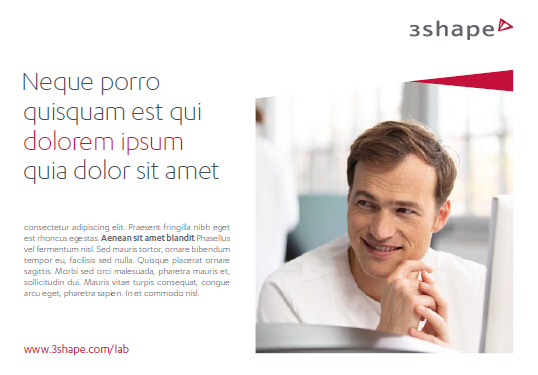 3shape
Neque porro
quisquam est qui
dolorem ipsum
quia dolor sit amet
consectetur adipiscing elit. Praesent fringilla nibh eget
est rhoncus egestas. Aenean sit amet blandit Phasellus
vel fermentum nisl. Sed mauris tortor, ornare bibendum
tempor eu, facilisis sed nulla. Quisque placerat ornare
sagittis. Morbi sed orci malesuada, pharetra mauris et,
sollicitudin dui. Mauris vitae turpis consequat, congue
arcu eget, pharetra sapien. In et commodo nisl.
www.3shape.com/lab